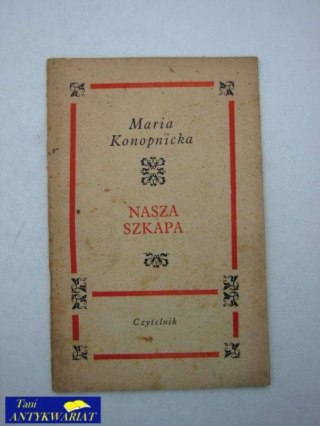 Maria
Konopnicka
NASZA
SZKAPA
Czytelnik
Tani
ANTYKWARIAT